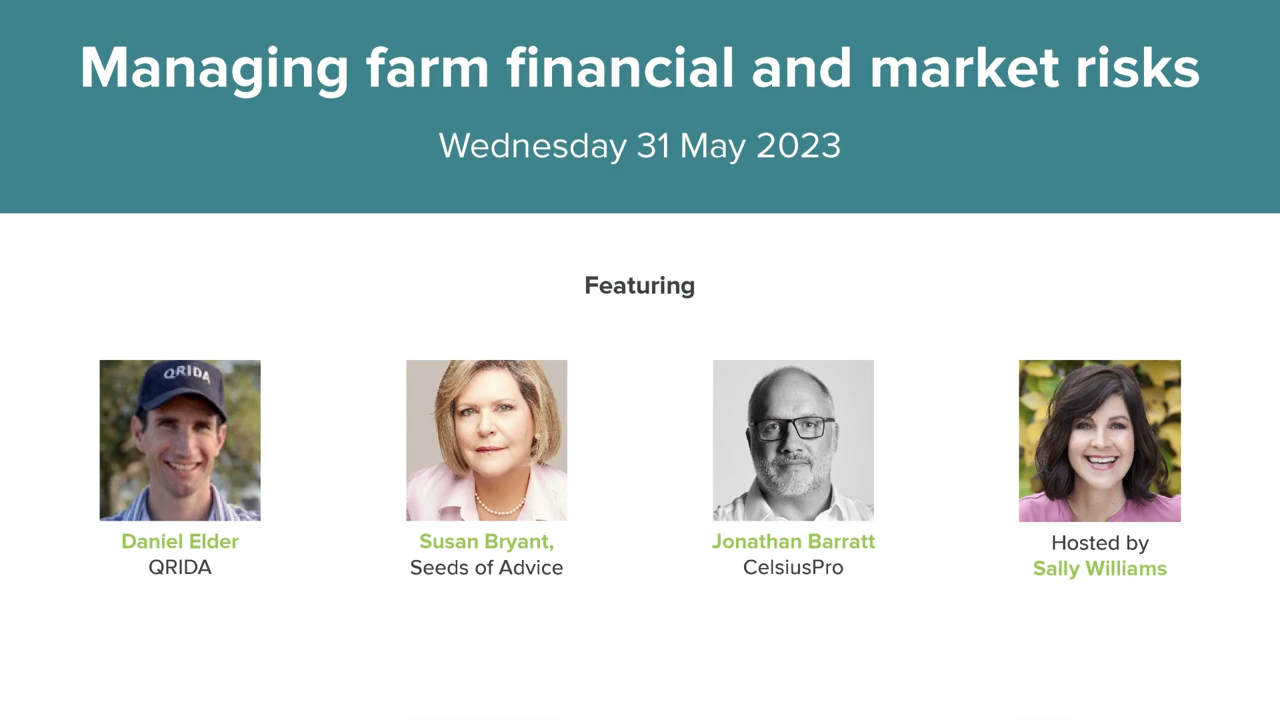 Managing farm financial and market risks
Wednesday 31 May 2023
Featuring
QRIDA
Daniel Elder
QRIDA
Susan Bryant,
Seeds of Advice
Jonathan Barratt
CelsiusPro
Hosted by
Sally Williams